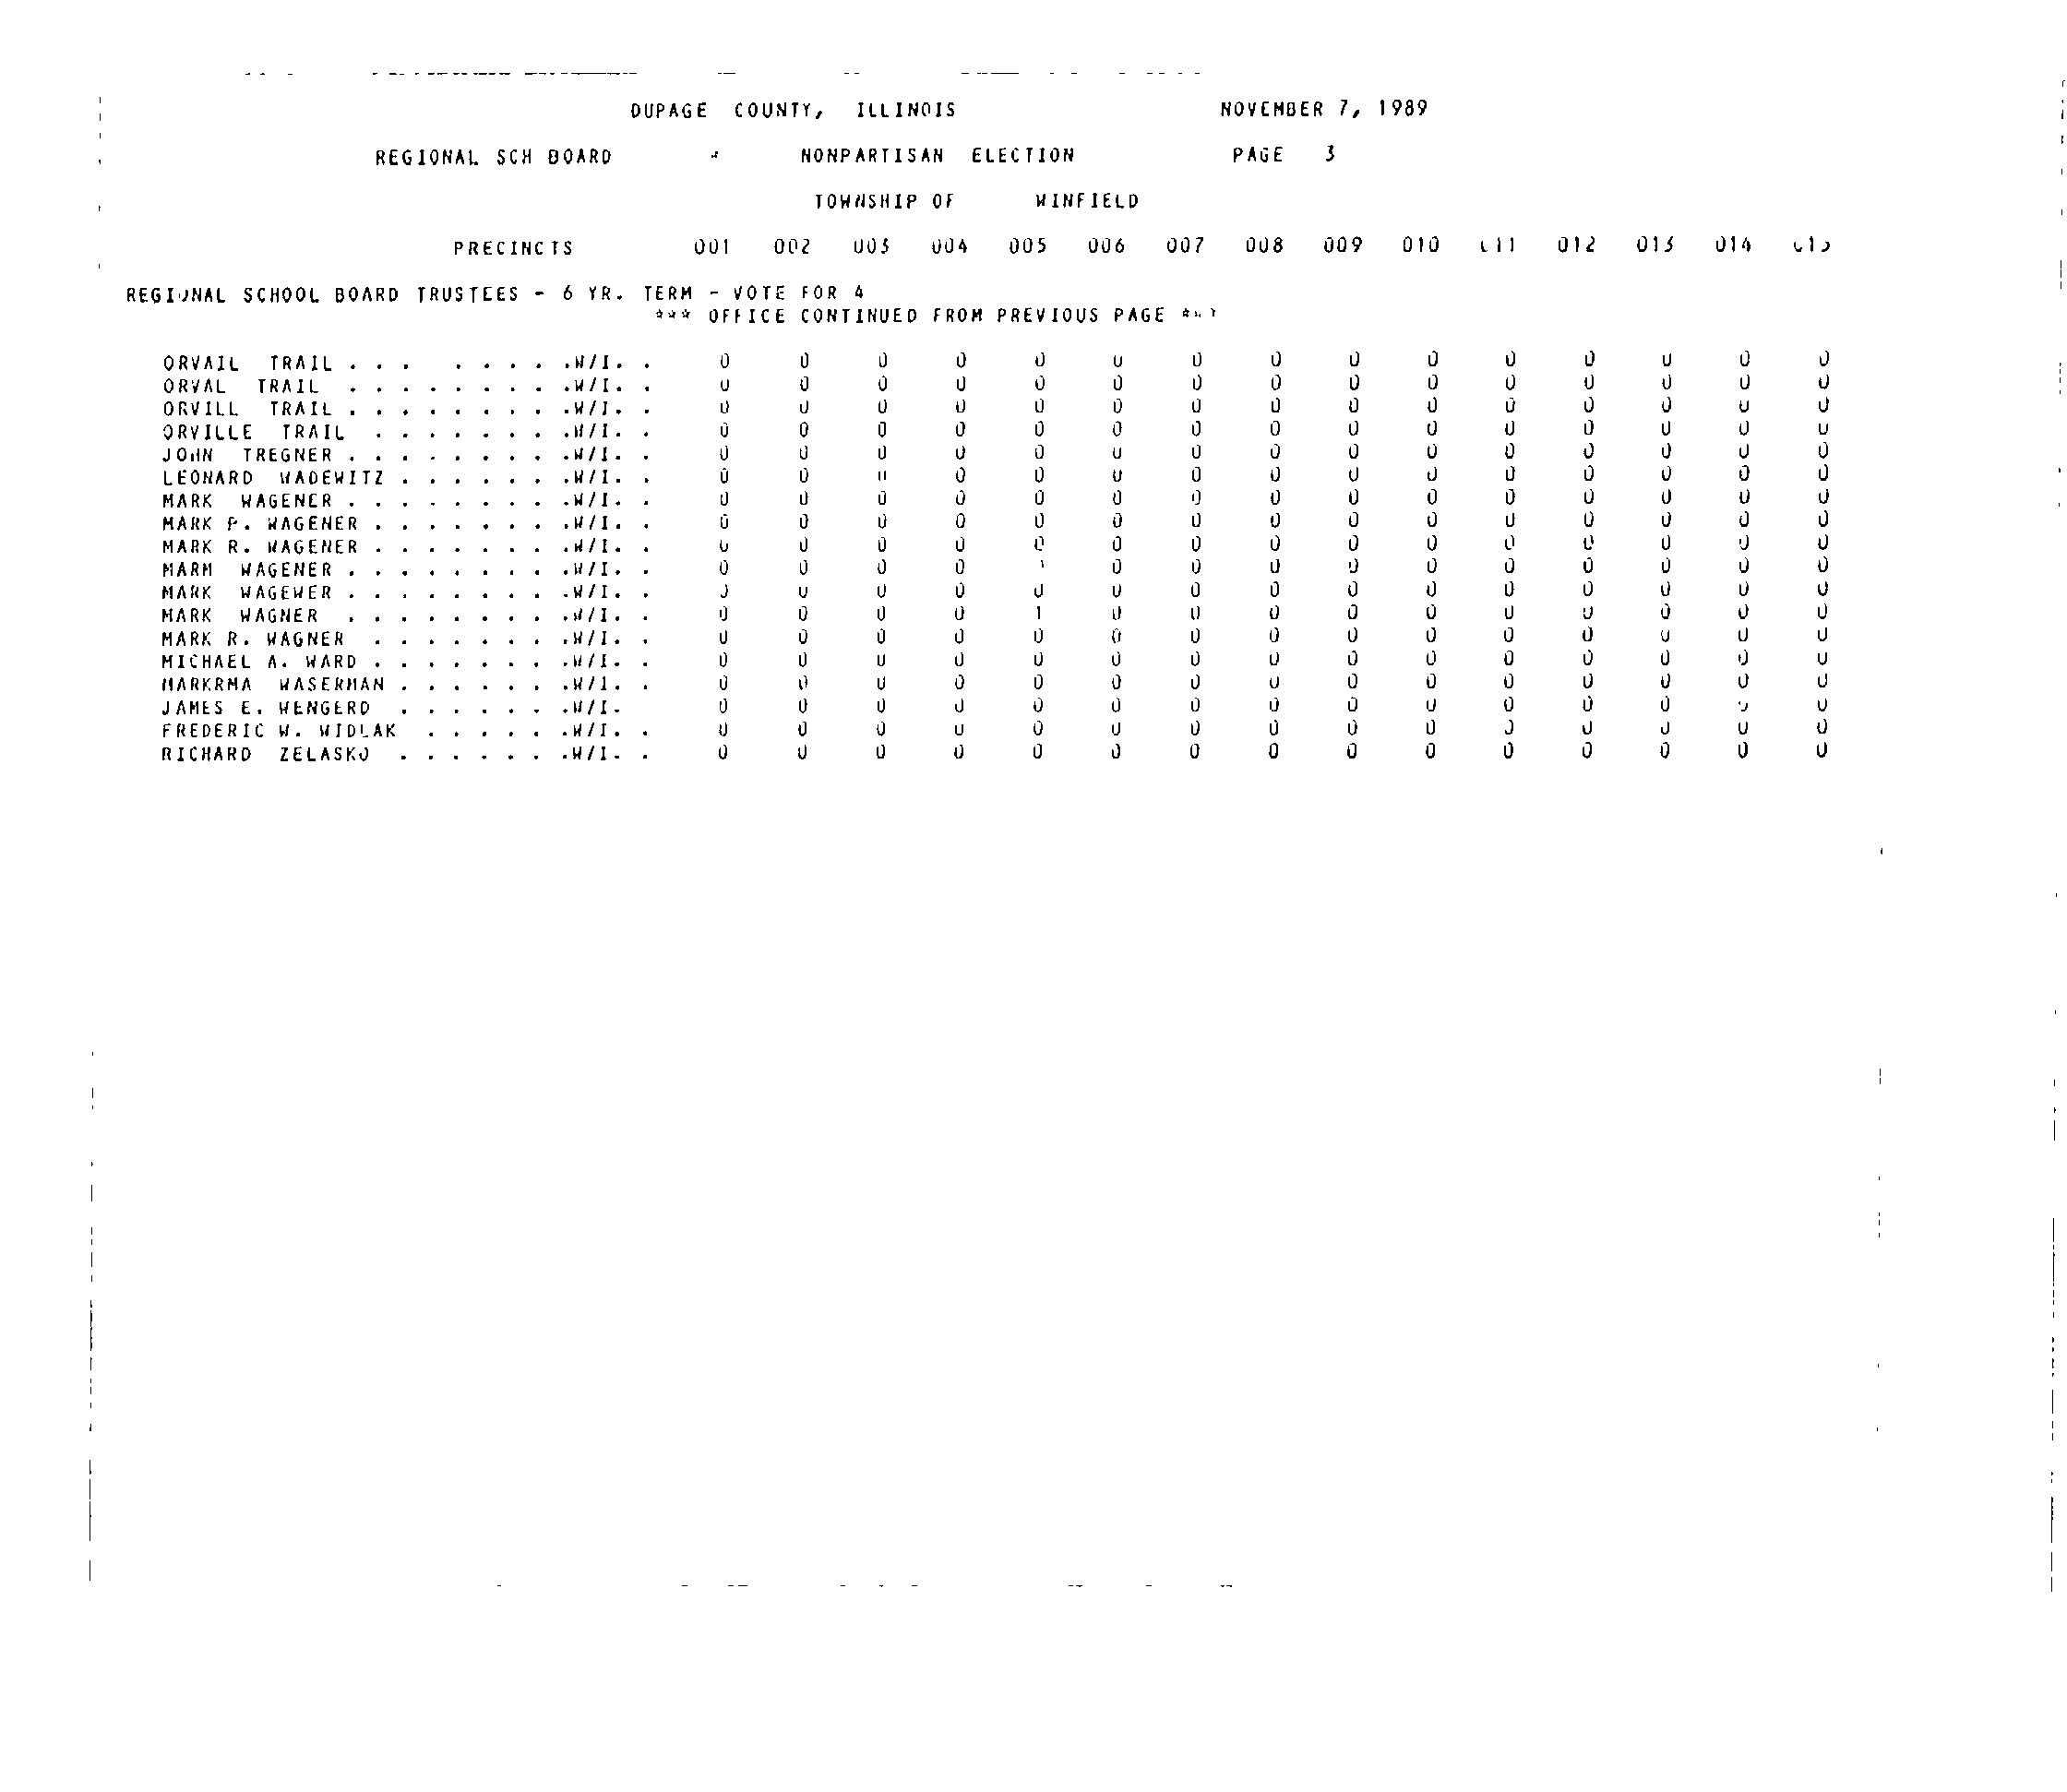 DUPAGE COUNTY, ILLINOIS NOVEMBER 7, 1989
REGIONAL SCH BOARD - NONPARTISAN ELECTION PAGE 3
TOWNSHIP OF WINFIELD
PRECINCTS 001 002 003 004 005 006 007 008 009 010 011 012 013 014 015
REGIONAL SCHOOL BOARD TRUSTEES - 6 YR. TERM - VOTE FOR 4
*** OFFICE CONTINUED FROM PREVIOUS PAGE ***
ORVAIL TRAIL . . . . . . . .W/I. . 0 0 0 0 0 0 0 0 0 0 0 0 0 0 0
ORVAL TRAIL . . . . . . . .W/I. . 0 0 0 0 0 0 0 0 0 0 0 0 0 0 0
ORVILL TRAIL . . . . . . . . .W/I. . 0 0 0 0 0 0 0 0 0 0 0 0 0 0 0
ORVILLE TRAIL . . . . . . . .W/I. . 0 0 0 0 0 0 0 0 0 0 0 0 0 0 0
JOHN TREGNER . . . . . . . . .W/I. . 0 0 0 0 0 0 0 0 0 0 0 0 0 0 0
LEONARD WADEWITZ . . . . . . .W/I. . 0 0 0 0 0 0 0 0 0 0 0 0 0 0 0
MARK WAGENER . . . . . . . . .W/I. . 0 0 0 0 0 0 0 0 0 0 0 0 0 0 0
MARK P. WAGENER . . . . . . . .W/I. . 0 0 0 0 0 0 0 0 0 0 0 0 0 0 0
MARK R. WAGENER . . . . . . . .W/I. . 0 0 0 0 0 0 0 0 0 0 0 0 0 0 0
MARM WAGENER . . . . . . . . .W/I. . 0 0 0 0 0 0 0 0 0 0 0 0 0 0
MARK WAGEWER . . . . . . . . .W/I. . 0 0 0 0 0 0 0 0 0 0 0 0 0 0 0
MARK WAGNER . . . . . . . . .W/I. . 0 0 0 0 1 0 0 0 0 0 0 0 0 0 0
MARK R. WAGNER . . . . . . . .W/I. . 0 0 0 0 0 0 0 0 0 0 0 0 0 0 0
MICHAEL A. WARD . . . . . . . .W/I. . 0 0 0 0 0 0 0 0 0 0 0 0 0 0 0
MARKRMA WASERMAN . . . . . . .W/I. . 0 0 0 0 0 0 0 0 0 0 0 0 0 0 0
JAMES E. WENGERD . . . . . . .W/I. 0 0 0 0 0 0 0 0 0 0 0 0 0 0 0
FREDERIC W. WIDLAK . . . . . .W/I. . 0 0 0 0 0 0 0 0 0 0 0 0 0 0 0
RICHARD ZELASKO . . . . . . .W/I. . 0 0 0 0 0 0 0 0 0 0 0 0 0 0 0